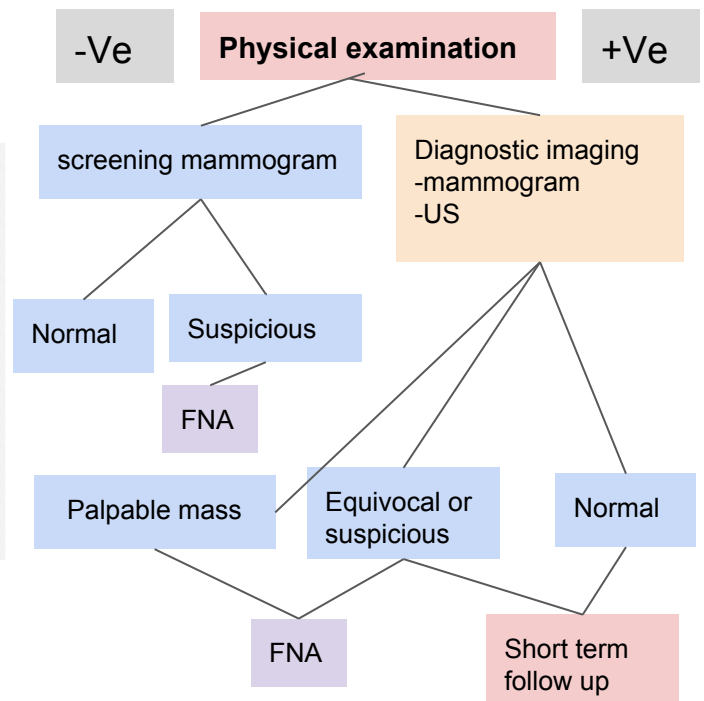 -Ve
Physical examination
+Ve
screening mammogram
Diagnostic imaging
-mammogram
-US
Normal
Suspicious
FNA
Palpable mass
Equivocal or
suspicious
Normal
FNA
Short term
follow up